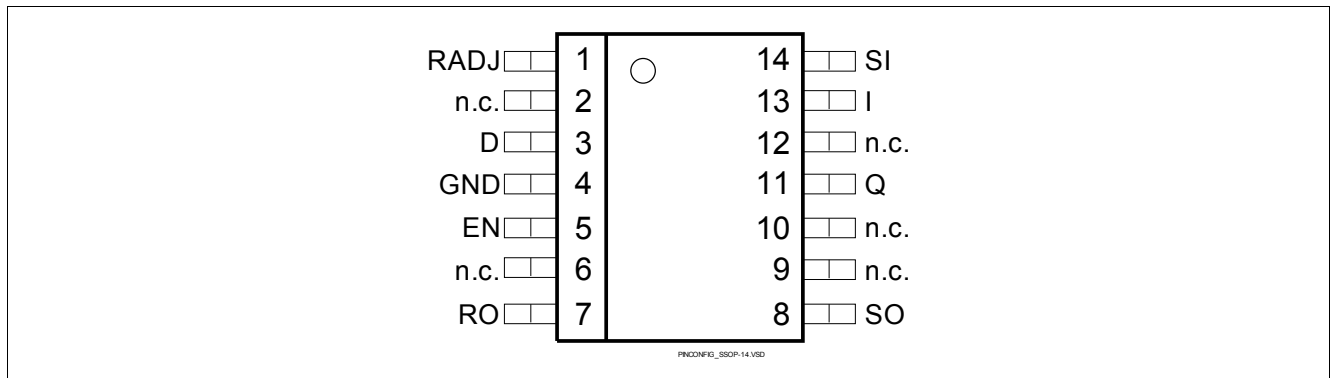 RADJ 1 14 SI
n.c. 2 13 I
D 3 12 n.c.
GND 4 11 Q
EN 5 10 n.c.
n.c. 6 9 n.c.
RO 7 8 SO
PINCONFIG_SSOP-14.VSD